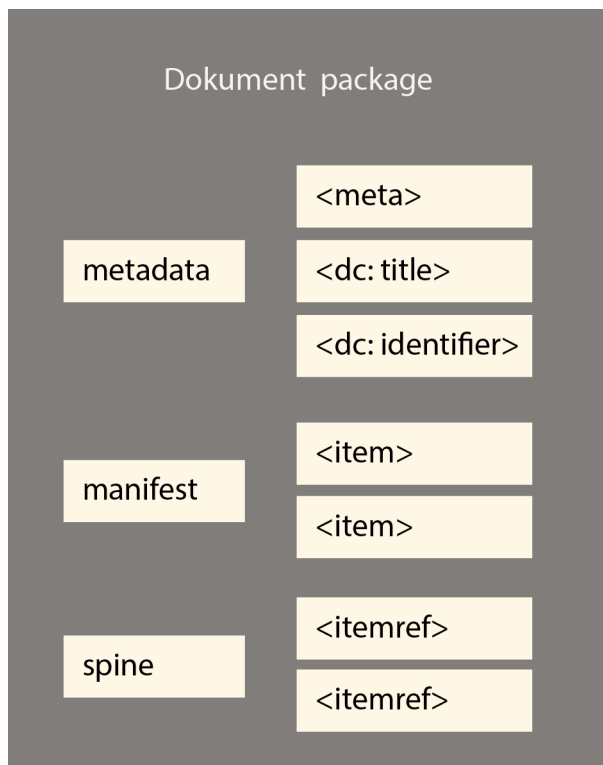 Dokument package
metadata
<meta>
<dc: title>
<dc: identifier>
manifest
<item>
<item>
spine
<itemref>
<itemref>